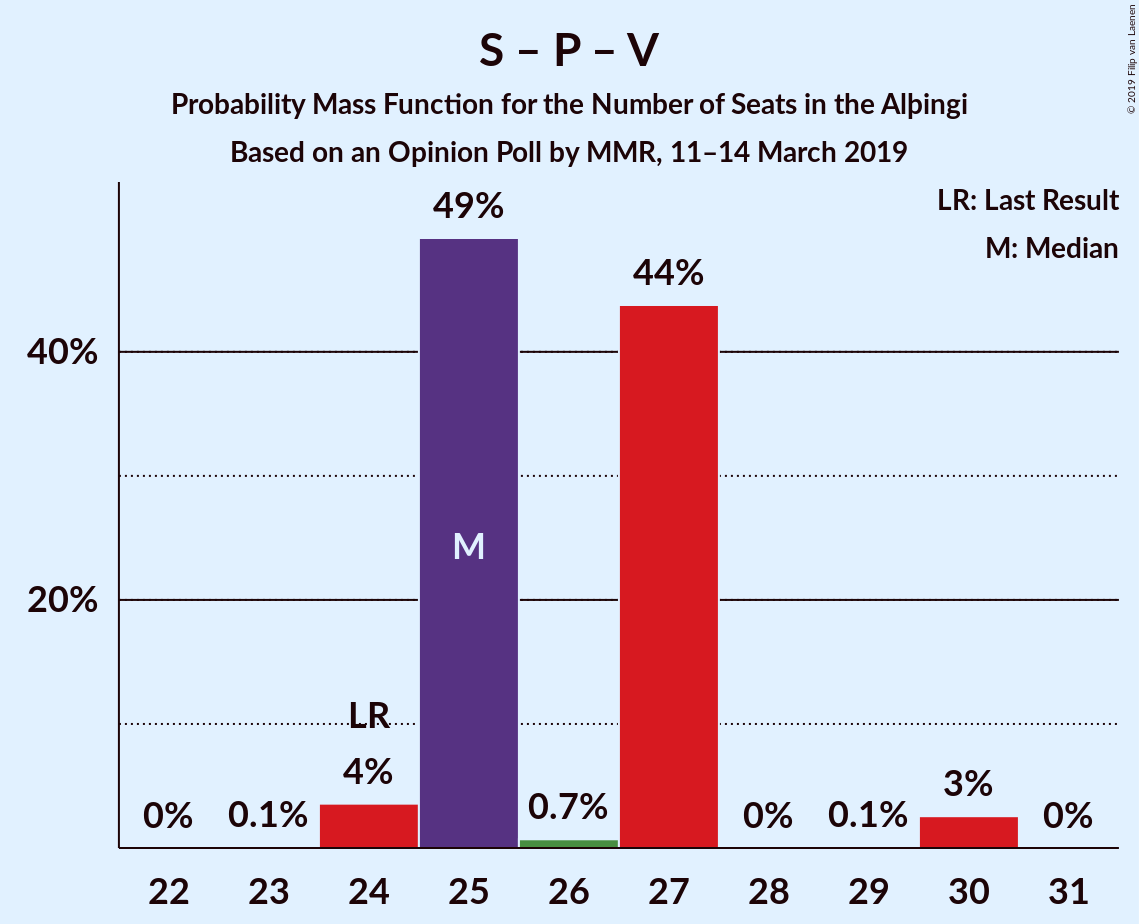 S – P – V
Probability Mass Function for the Number of Seats in the Alþingi
Based on an Opinion Poll by MMR, 11–14 March 2019
© 2019 Filip van Laenen
LR: Last Result
M: Median
49%
44%
40%
M
20%
LR
4%
3%
0%
0.1%
0.7%
0%
0.1%
0%
22
23
24
25
26
27
28
29
30
31